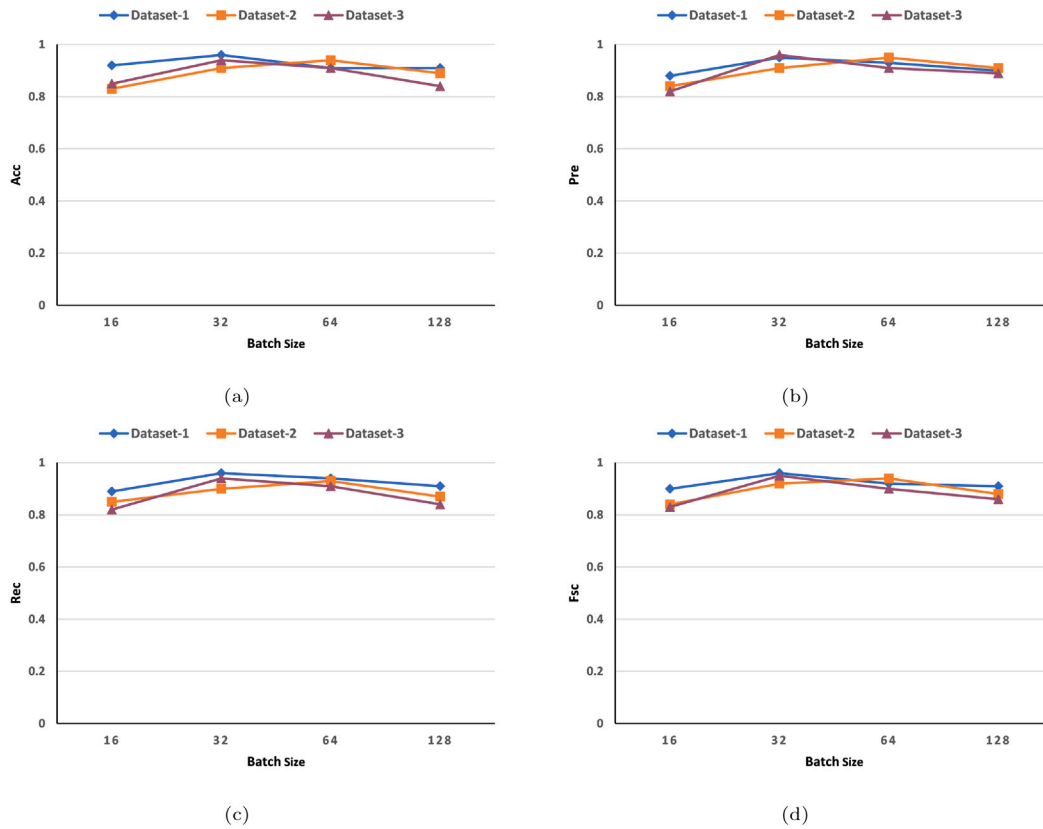 Dataset-1 Dataset-2 Dataset-3
1
0.8
0.6
0.4
0.2
0
Acc
16 32 64 128
Batch Size
(a)
Dataset-1 Dataset-2 Dataset-3
1
0.8
0.6
0.4
0.2
0
Pre
16 32 64 128
Batch Size
(b)
Dataset-1 Dataset-2 Dataset-3
1
0.8
0.6
0.4
0.2
0
Rec
16 32 64 128
Batch Size
(c)
Dataset-1 Dataset-2 Dataset-3
1
0.8
0.6
0.4
0.2
0
Fsc
16 32 64 128
Batch Size
(d)